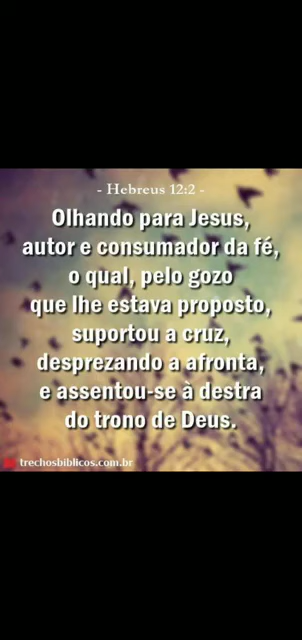 - Hebreus 12:2 -
Olhando para Jesus,
autor e consumador da fé,
o qual, pelo gozo
que lhe estava proposto,
suportou a cruz,
desprezando a afronta,
e assentou-se à destra
do trono de Deus.
trechosbiblicos.com.br